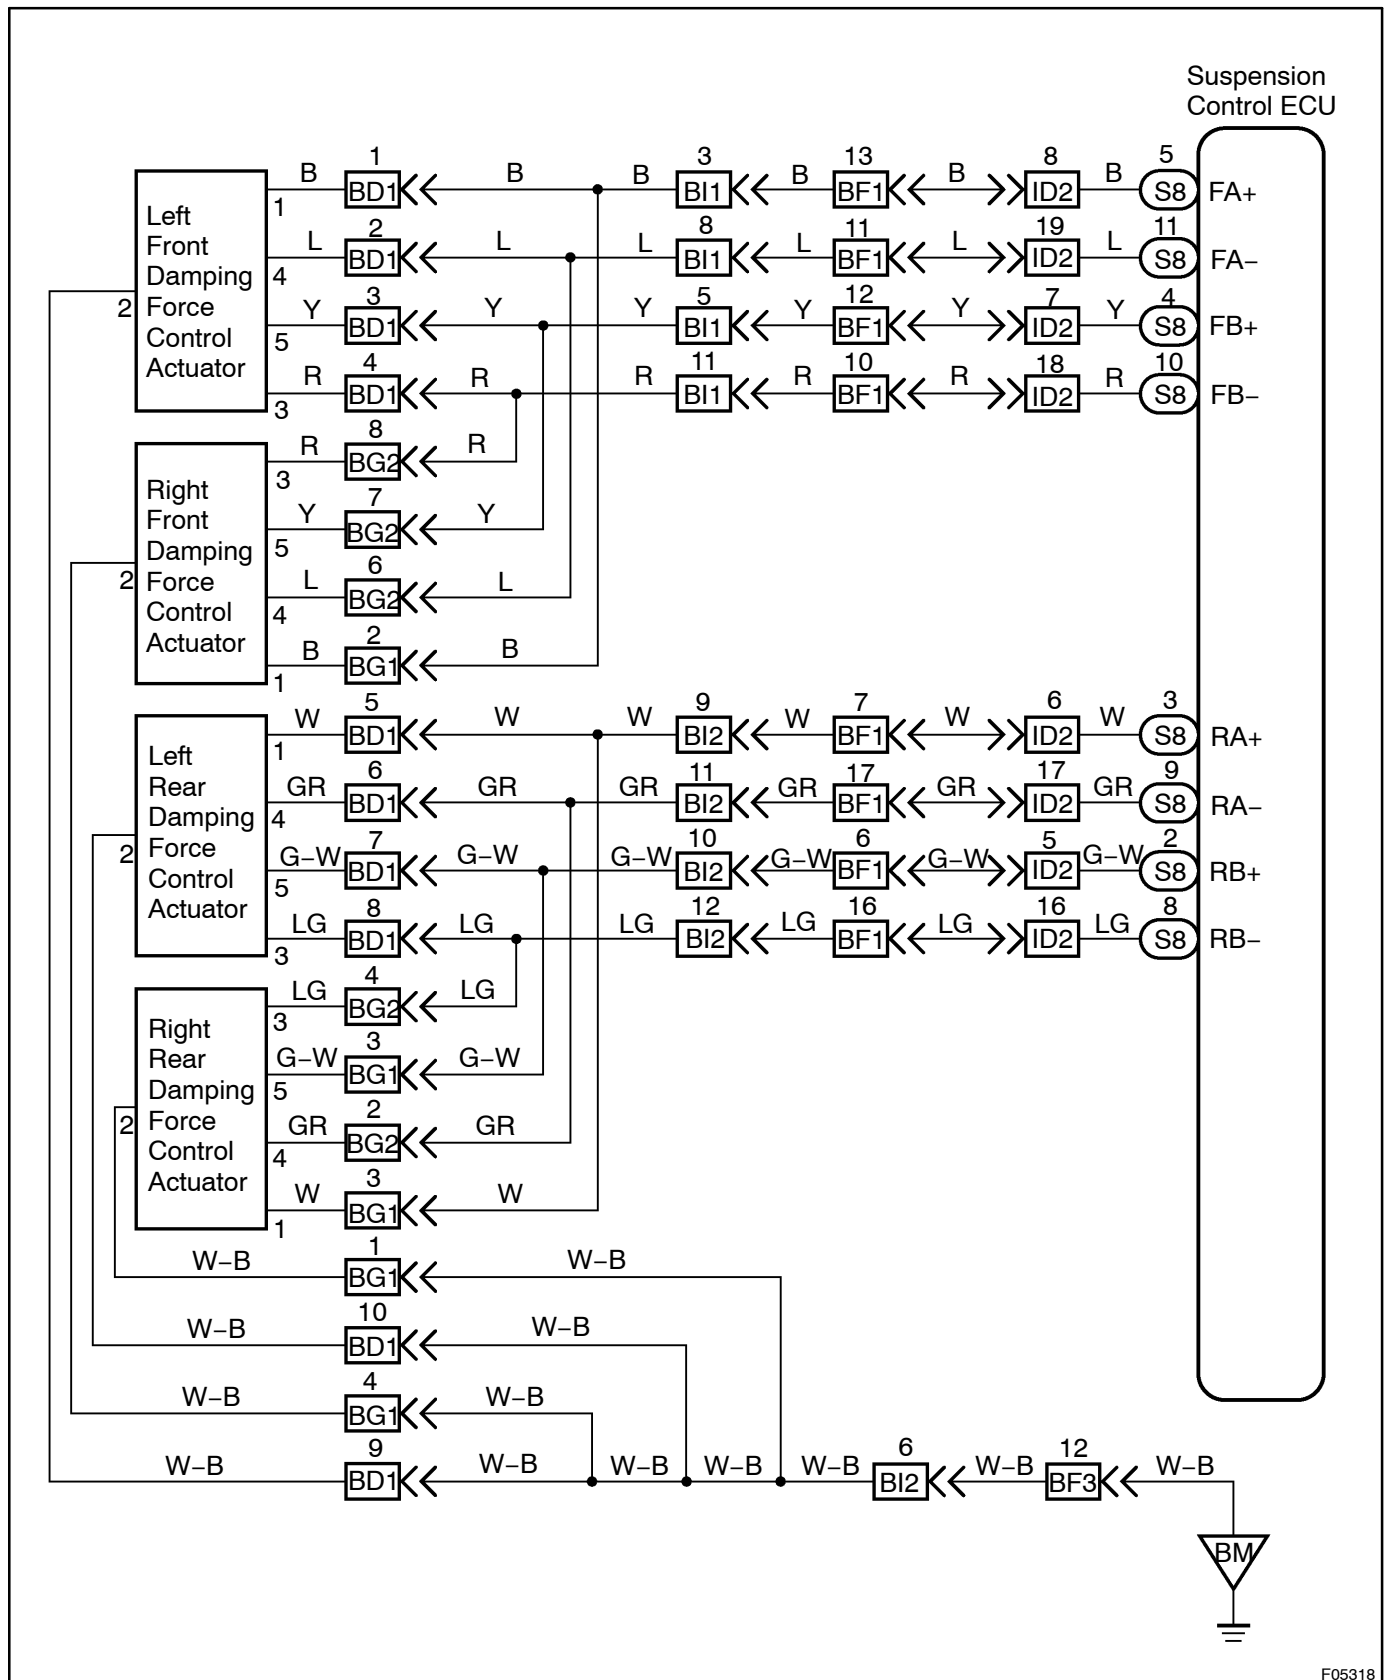 Suspension
Control ECU
1 3 13 8 5
B BD1 B B BI1 B BF1 B ID2 B S8 FA+
1
2 8 11 19 11
L BD1 L L BI1 L BF1 L ID2 L S8 FA−
4
3 5 12 7 4
Y BD1 Y Y BI1 Y BF1 Y ID2 Y S8 FB+
5
4 11 10 18 10
R BD1 R R BI1 R BF1 R ID2 R S8 FB−
3
Left
Front
Damping
2 Force
Control
Actuator
8
R BG2 R
3
7
Y BG2 Y
5
6
L BG2 L
4
2
B BG1 B
1
Right
Front
Damping
2 Force
Control
Actuator
5 9 7 6 3
W BD1 W W BI2 W BF1 W ID2 W S8 RA+
1
6 11 17 17 9
GR BD1 GR GR BI2 GR BF1 GR ID2 GR S8 RA−
4
7 10 6 5 2
G−W BD1 G−W G−W BI2 G−W BF1 G−W ID2 G−W S8 RB+
5
8 12 16 16 8
LG BD1 LG LG BI2 LG BF1 LG ID2 LG S8 RB−
3
Left
Rear
Damping
2 Force
Control
Actuator
4
LG BG2 LG
3
3
G−W BG1 G−W
5
2
GR BG2 GR
4
3
W BG1 W
1
Right
Rear
Damping
2 Force
Control
Actuator
1
W−B BG1 W−B
10
W−B BD1 W−B
4
W−B BG1 W−B
9 6 12
W−B BD1 W−B W−B W−B W−B BI2 W−B BF3 W−B
BM
F05318